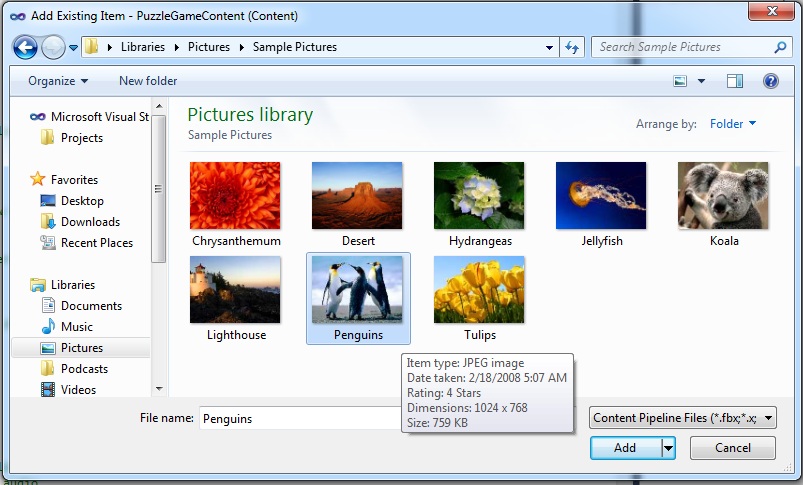 Add Existing Item - PuzzleGameContent (Content)
Libraries Pictures Sample Pictures
Search Sample Pictures
Organize New folder
Microsoft Visual St
Projects
Favorites
Desktop
Downloads
Recent Places
Libraries
Documents
Music
Pictures
Podcasts
Videos
Pictures library
Sample Pictures
Arrange by: Folder
Chrysanthemum Desert Hydrangeas Jellyfish Koala
Lighthouse Penguins Tulips
Item type: JPEG image
Date taken: 2/18/2008 5:07 AM
Rating: 4 Stars
Dimensions: 1024 x 768
Size: 759 KB
File name: Penguins
Content Pipeline Files (*.fbx;*.x;
Add Cancel